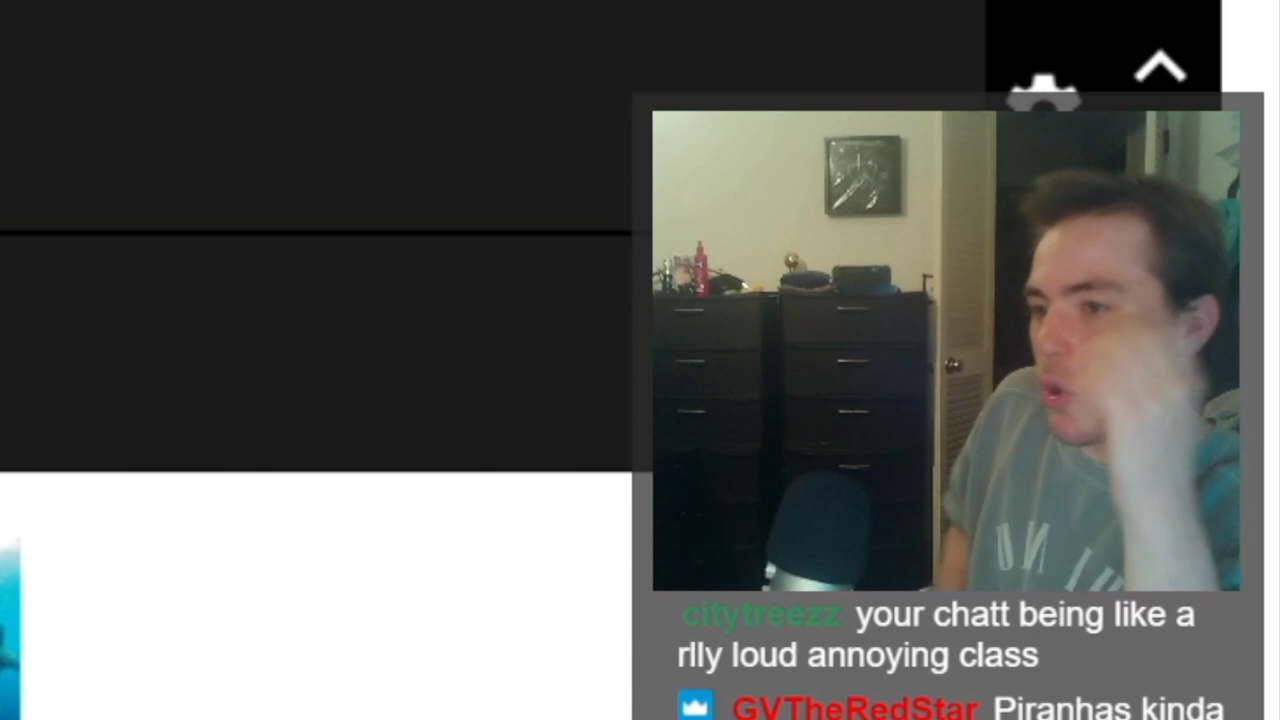 citytreezz your chatt being like a
rlly loud annoying class
GVTheRedStar Piranhas kinda